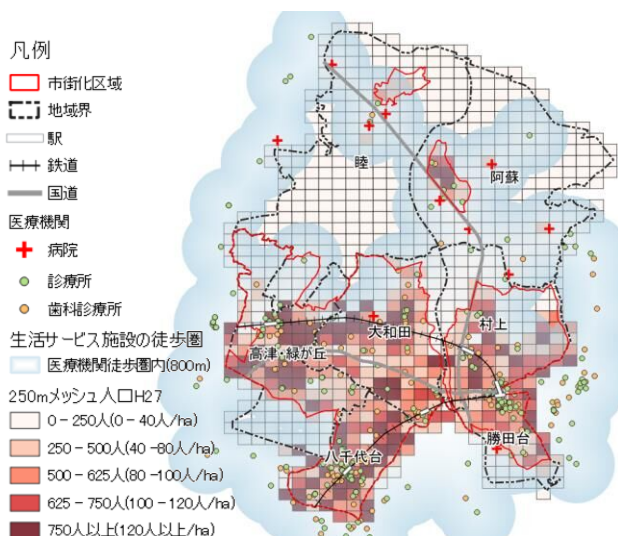 凡例
市街化区域
地域界
駅
鉄道
国道
医療機関
病院
診療所
歯科診療所
生活サービス施設の徒歩圏
医療機関徒歩圏内(800m)
250mメッシュ人口H27
0－250人(0－40人/ha)
250－500人(40－80人/ha)
500－625人(80－100人/ha)
625－750人(100－120人/ha)
750人以上(120人以上/ha)
睦
阿蘇
大和田
村上
高津・緑が丘
勝田台
八千代台